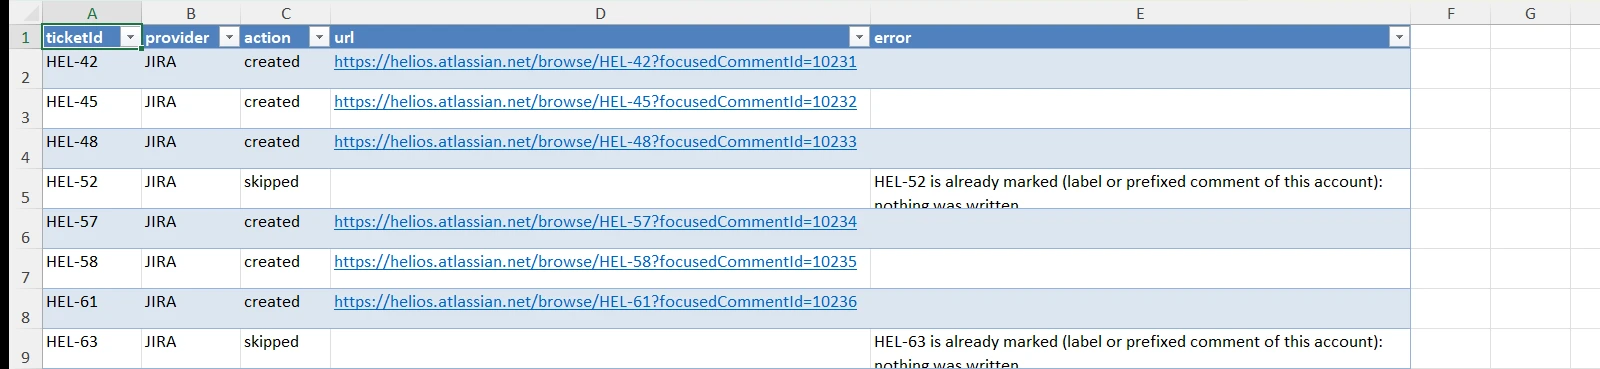 A B C D E F G
1 ticketId provider action url error
2 HEL-42 JIRA created https://helios.atlassian.net/browse/HEL-42?focusedCommentId=10231
3 HEL-45 JIRA created https://helios.atlassian.net/browse/HEL-45?focusedCommentId=10232
4 HEL-48 JIRA created https://helios.atlassian.net/browse/HEL-48?focusedCommentId=10233
5 HEL-52 JIRA skipped HEL-52 is already marked (label or prefixed comment of this account):
nothing was written
6 HEL-57 JIRA created https://helios.atlassian.net/browse/HEL-57?focusedCommentId=10234
7 HEL-58 JIRA created https://helios.atlassian.net/browse/HEL-58?focusedCommentId=10235
8 HEL-61 JIRA created https://helios.atlassian.net/browse/HEL-61?focusedCommentId=10236
9 HEL-63 JIRA skipped HEL-63 is already marked (label or prefixed comment of this account):
nothing was written